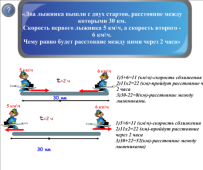 «Два лыжника вышли с двух стартов, расстояние между
которыми 30 км.
Скорость первого лыжника 5 км/ч, а скорость второго -
6 км/ч.
Чему равно будет расстояние между ними через 2 часа»
5 км/ч
6 км/ч
t=2 ч
30 км
1)5+6=11 (км/ч)-скорость сближения
2)11х2=22 (км)-пройдут расстояние через
2 часа
3)30-22=8(км)-расстояние между
лыжниками.
5 км/ч
6 км/ч
t=2 ч
30 км
1)5+6=11 (км/ч)-скорость сближения
2)11х2=22 (км)-пройдут расстояние через
2 часа
3)30+22=52(км)-расстояние между
лыжниками